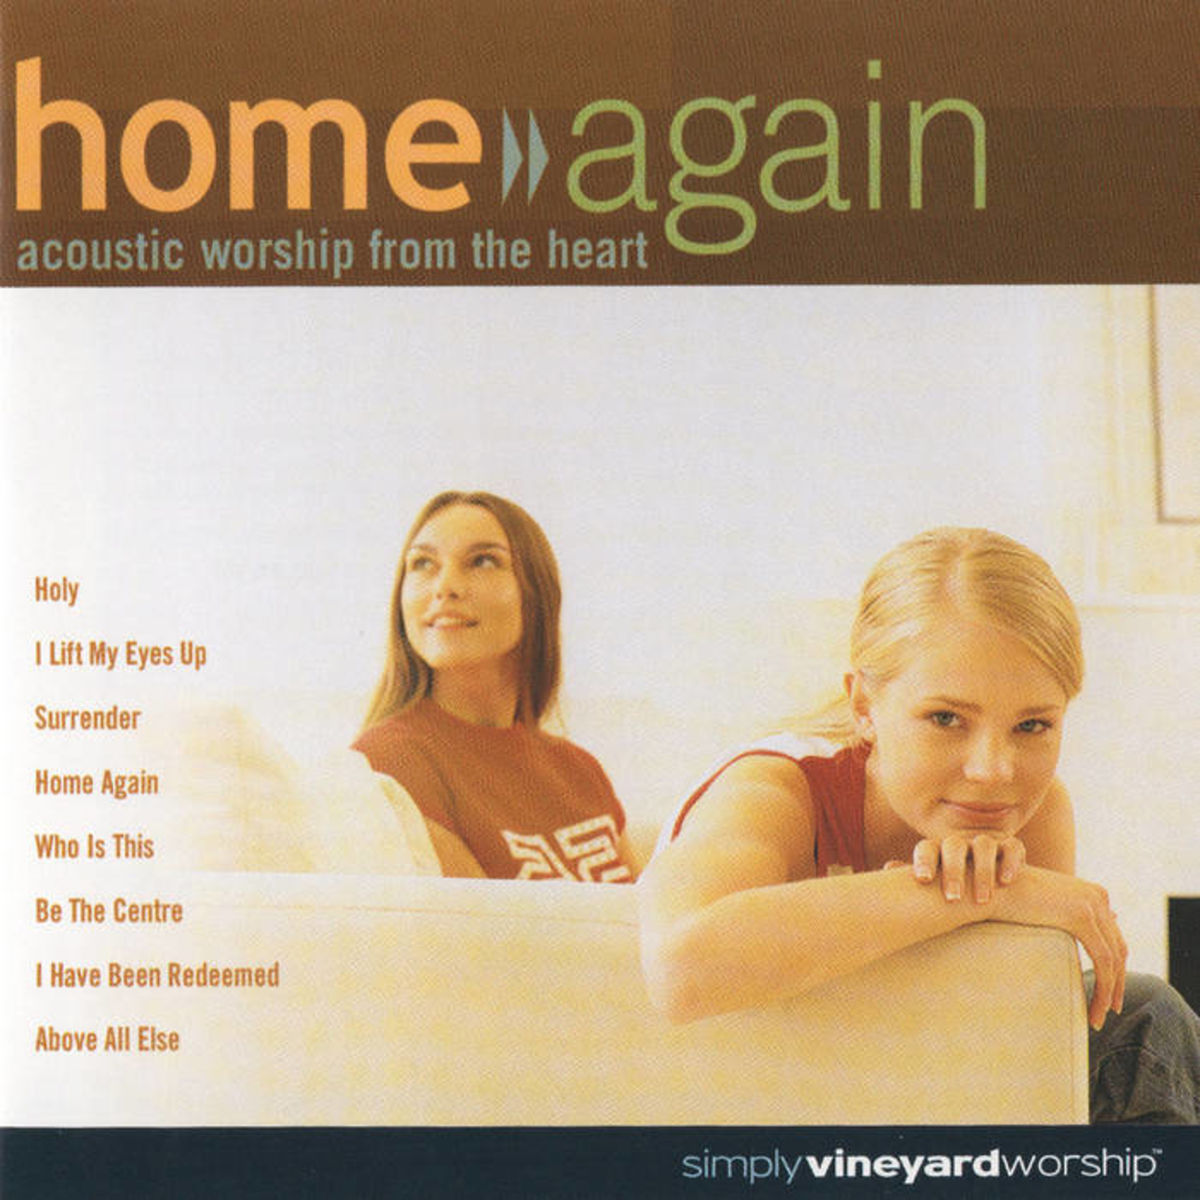 home»again
acoustic worship from the heart
Holy
I Lift My Eyes Up
Surrender
Home Again
Who Is This
Be The Centre
I Have Been Redeemed
Above All Else
simplyvineyardworship™